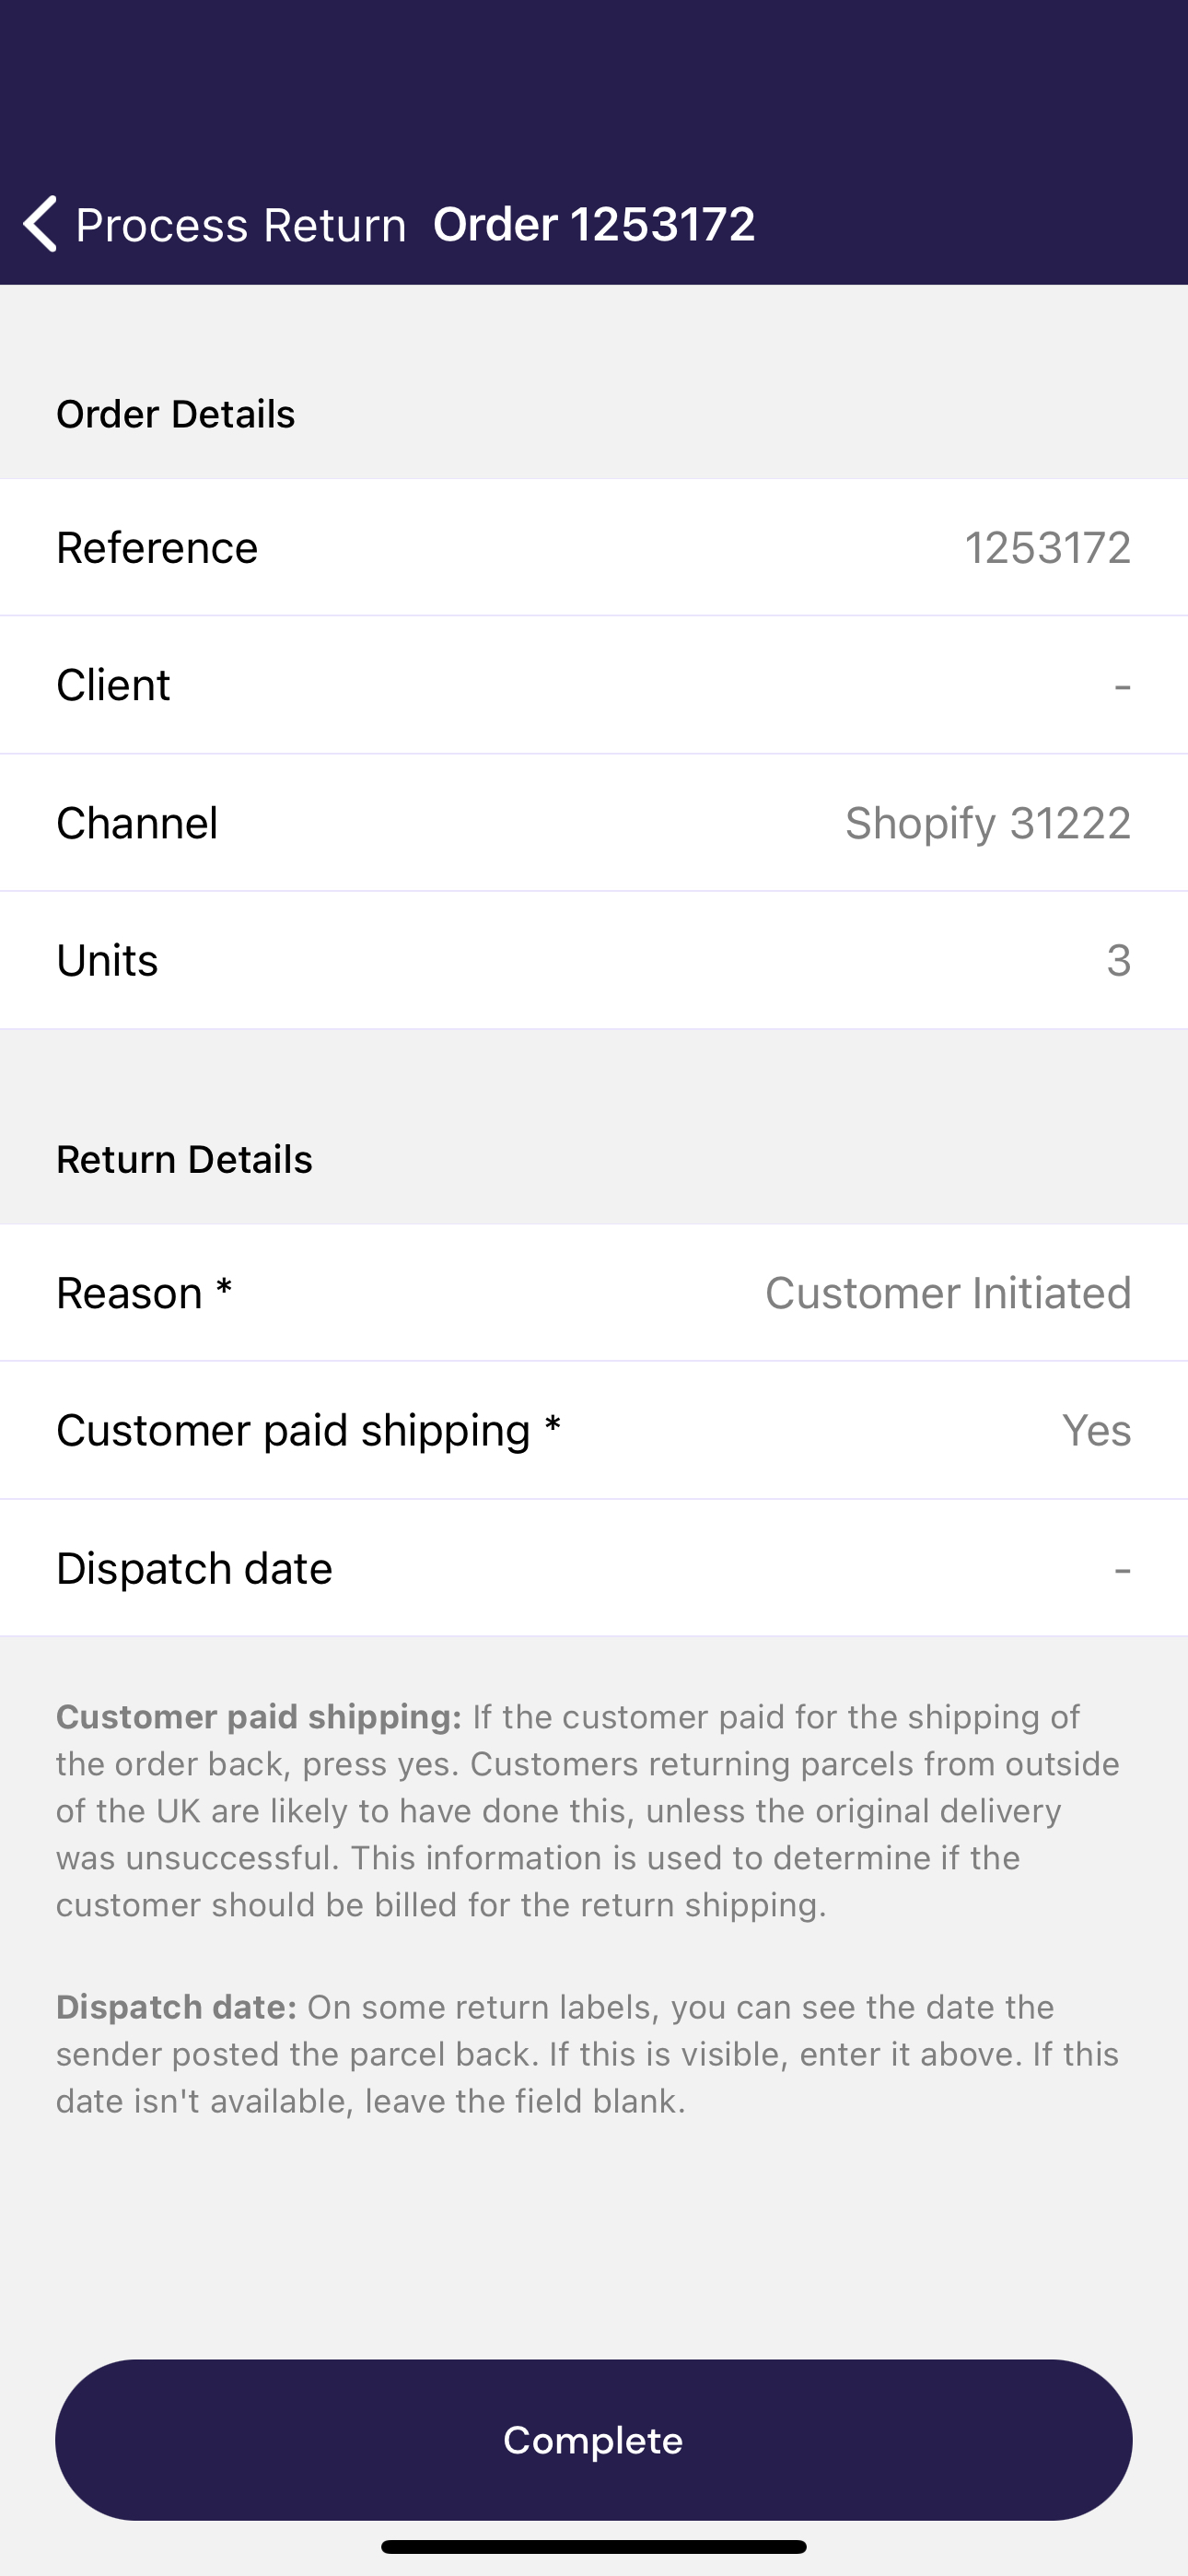 Process Return Order 1253172
Order Details
Reference 1253172
Client -
Channel Shopify 31222
Units 3
Return Details
Reason * Customer Initiated
Customer paid shipping * Yes
Dispatch date -
Customer paid shipping: If the customer paid for the shipping of
the order back, press yes. Customers returning parcels from outside
of the UK are likely to have done this, unless the original delivery
was unsuccessful. This information is used to determine if the
customer should be billed for the return shipping.
Dispatch date: On some return labels, you can see the date the
sender posted the parcel back. If this is visible, enter it above. If this
date isn't available, leave the field blank.
Complete